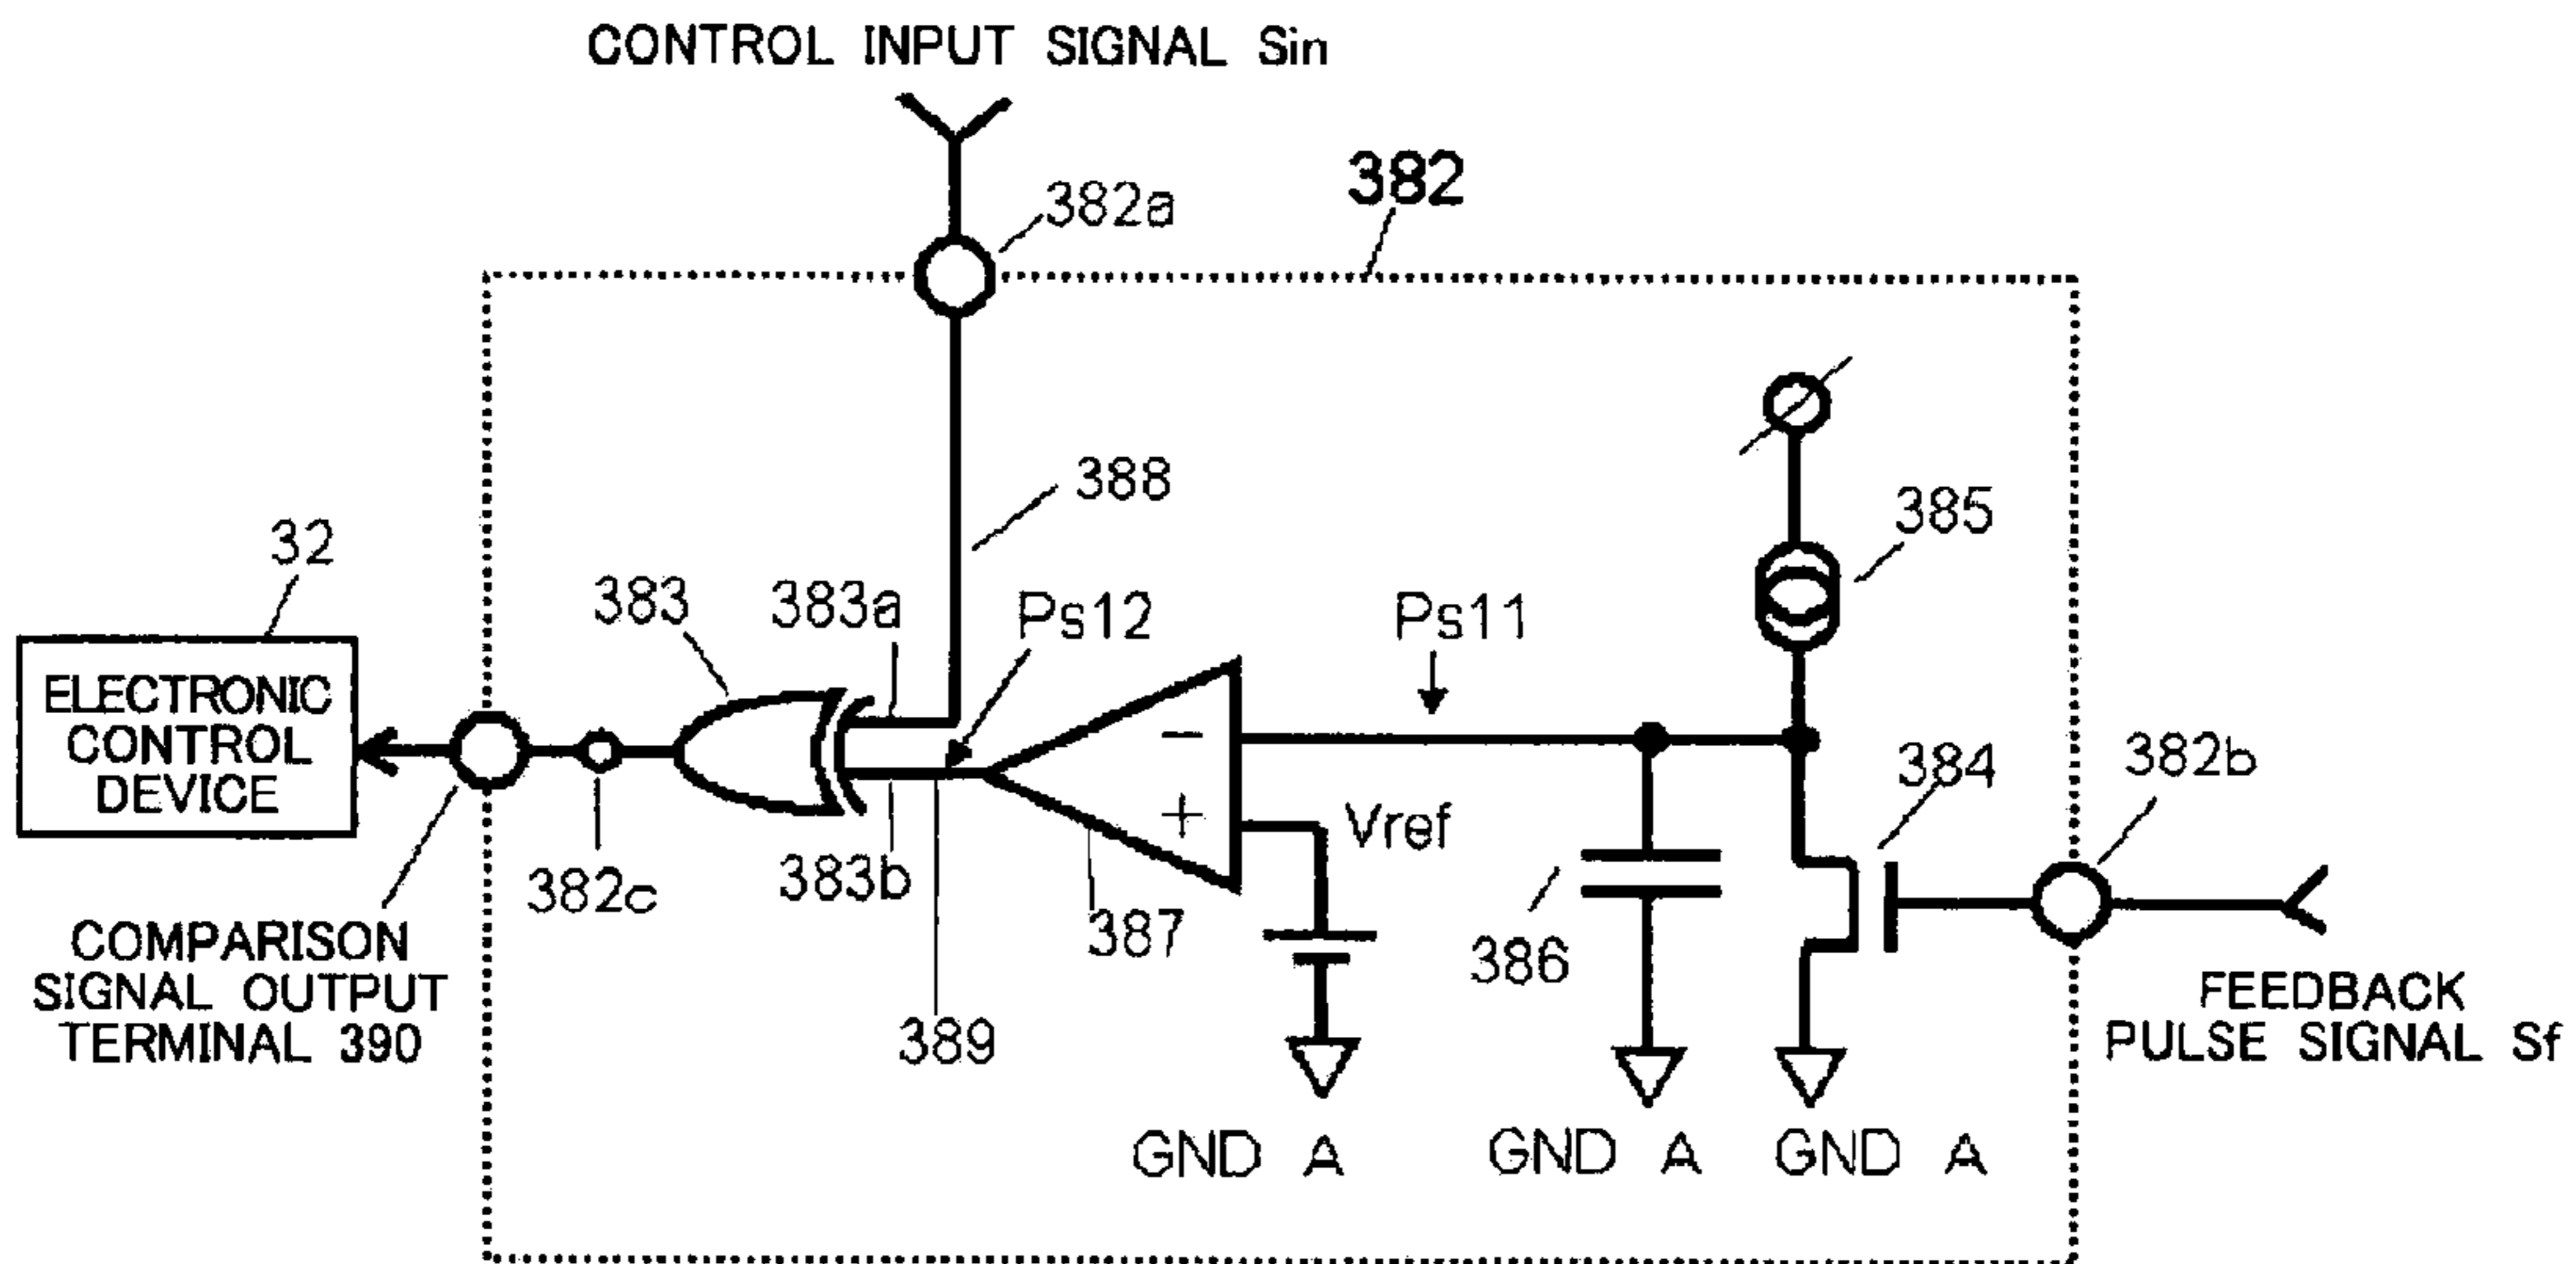 CONTROL INPUT SIGNAL Sin
382
382a
388
385
32
383
383a
Ps12
Ps11
ELECTRONIC
CONTROL
DEVICE
−
+
Vref
384
382b
382c
383b
387
386
389
COMPARISON
SIGNAL OUTPUT
TERMINAL 390
FEEDBACK
PULSE SIGNAL Sf
GND A
GND A
GND A